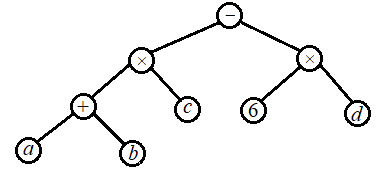 −
× ×
+ c 6 d
a b